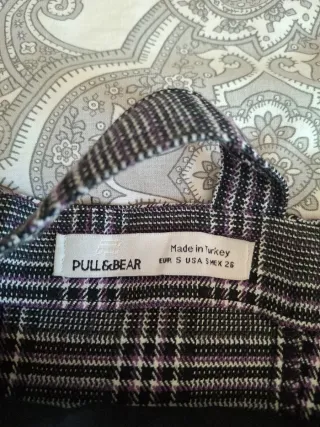 Made in Turkey
PULL&BEAR
EUR S USA S MEX 26